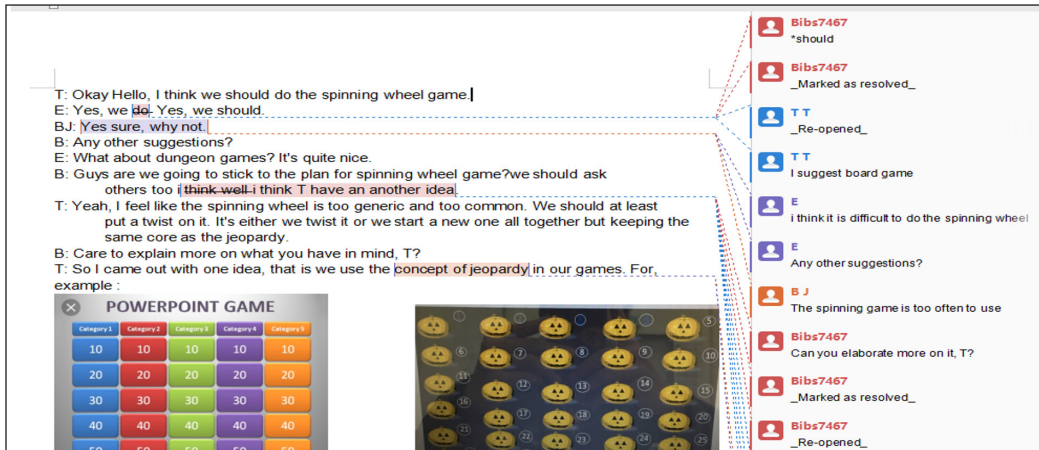 T: Okay Hello, I think we should do the spinning wheel game.
E: Yes, we do. Yes, we should.
BJ: Yes sure, why not.
B: Any other suggestions?
E: What about dungeon games? It's quite nice.
B: Guys are we going to stick to the plan for spinning wheel game?we should ask
others too i think well i think T have an another idea.
T: Yeah, I feel like the spinning wheel is too generic and too common. We should at least
put a twist on it. It's either we twist it or we start a new one all together but keeping the
same core as the jeopardy.
B: Care to explain more on what you have in mind, T?
T: So I came out with one idea, that is we use the concept of jeopardy in our games. For,
example :
POWERPOINT GAME
Category 1 Category 2 Category 3 Category 4 Category 5
10 10 10 10 10
20 20 20 20 20
30 30 30 30 30
40 40 40 40 40
50 50 50 50 50
5
6 7 8 9 10
11 12 13 14 15
16 17 18 19 20
21 22 23 24 25
Bibs7467
*should
Bibs7467
_Marked as resolved_
T T
_Re-opened_
T T
I suggest board game
E
i think it is difficult to do the spinning wheel
E
Any other suggestions?
B J
The spinning game is too often to use
Bibs7467
Can you elaborate more on it, T?
Bibs7467
_Marked as resolved_
Bibs7467
_Re-opened_